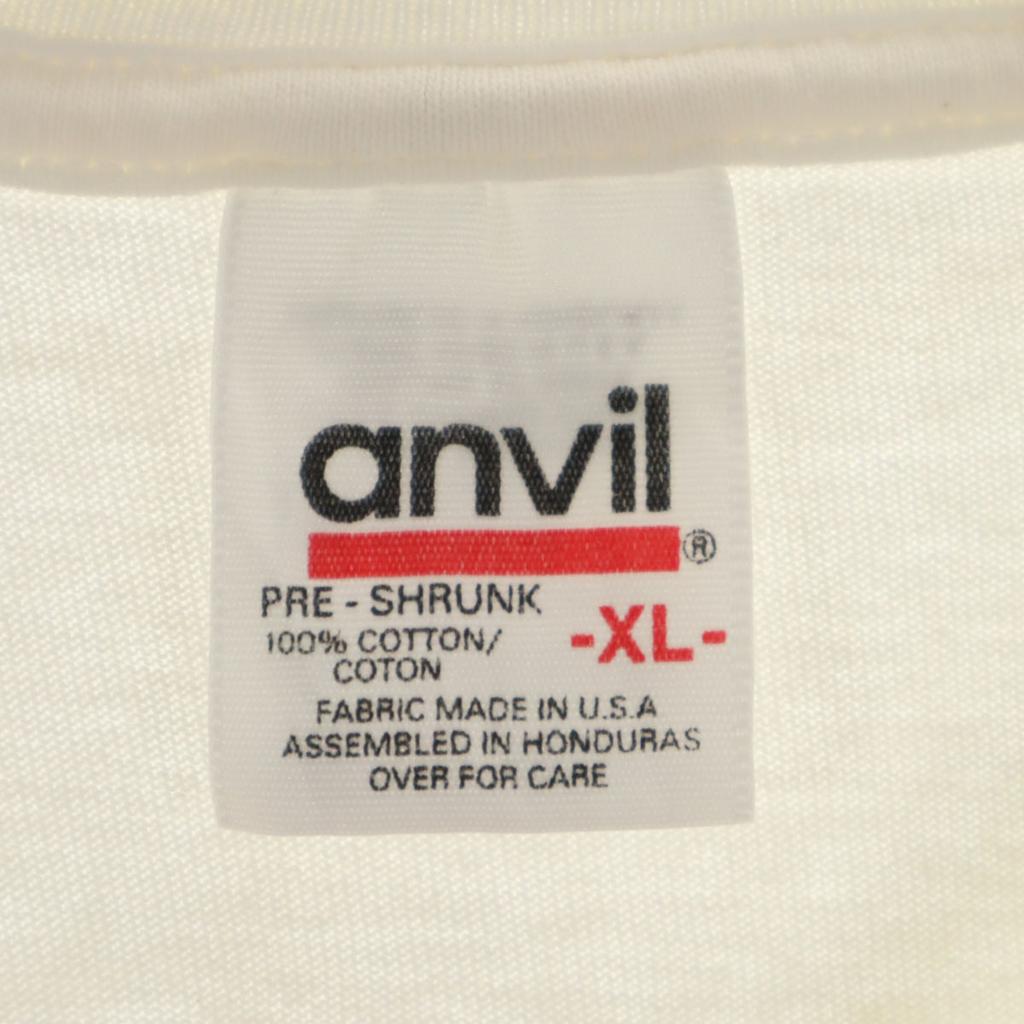 anvil
®
PRE - SHRUNK
-XL-
100% COTTON/
COTON
FABRIC MADE IN U.S.A
ASSEMBLED IN HONDURAS
OVER FOR CARE